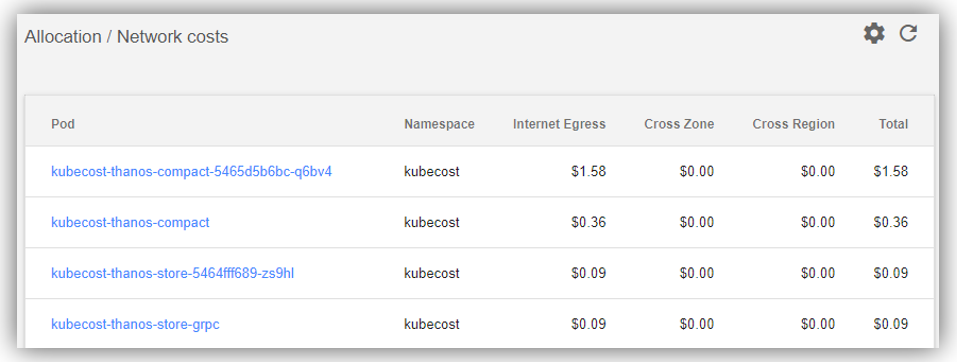 Allocation / Network costs
Pod Namespace Internet Egress Cross Zone Cross Region Total
kubecost-thanos-compact-5465d5b6bc-q6bv4 kubecost $1.58 $0.00 $0.00 $1.58
kubecost-thanos-compact kubecost $0.36 $0.00 $0.00 $0.36
kubecost-thanos-store-5464fff689-zs9hl kubecost $0.09 $0.00 $0.00 $0.09
kubecost-thanos-store-grpc kubecost $0.09 $0.00 $0.00 $0.09